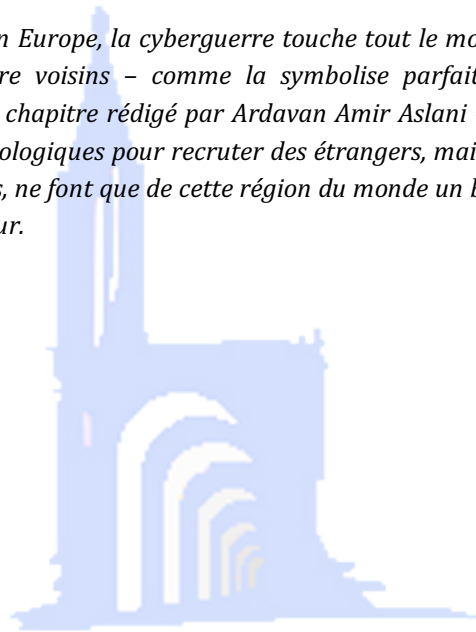 n Europe, la cyberguerre touche tout le mo
re voisins – comme la symbolise parfait
chapitre rédigé par Ardavan Amir Aslani
ologiques pour recruter des étrangers, mai
s, ne font que de cette région du monde un b
ur.